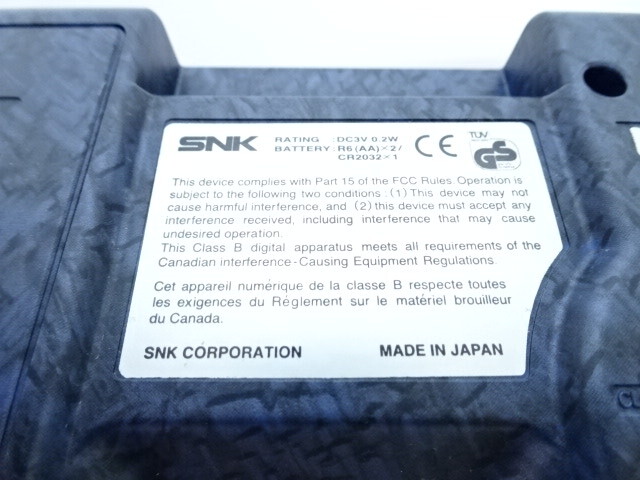 SNK RATING :DC3V 0.2W
BATTERY:R6(AA)×2/
CR2032×1
CE
TÜV
GS
This device complies with Part 15 of the FCC Rules. Operation is
subject to the following two conditions : (1) This device may not
cause harmful interference, and (2) this device must accept any
interference received, including interference that may cause
undesired operation.
This Class B digital apparatus meets all requirements of the
Canadian interference-Causing Equipment Regulations.
Cet appareil numérique de la classe B respecte toutes
les exigences du Règlement sur le matériel brouilleur
du Canada.
SNK CORPORATION MADE IN JAPAN